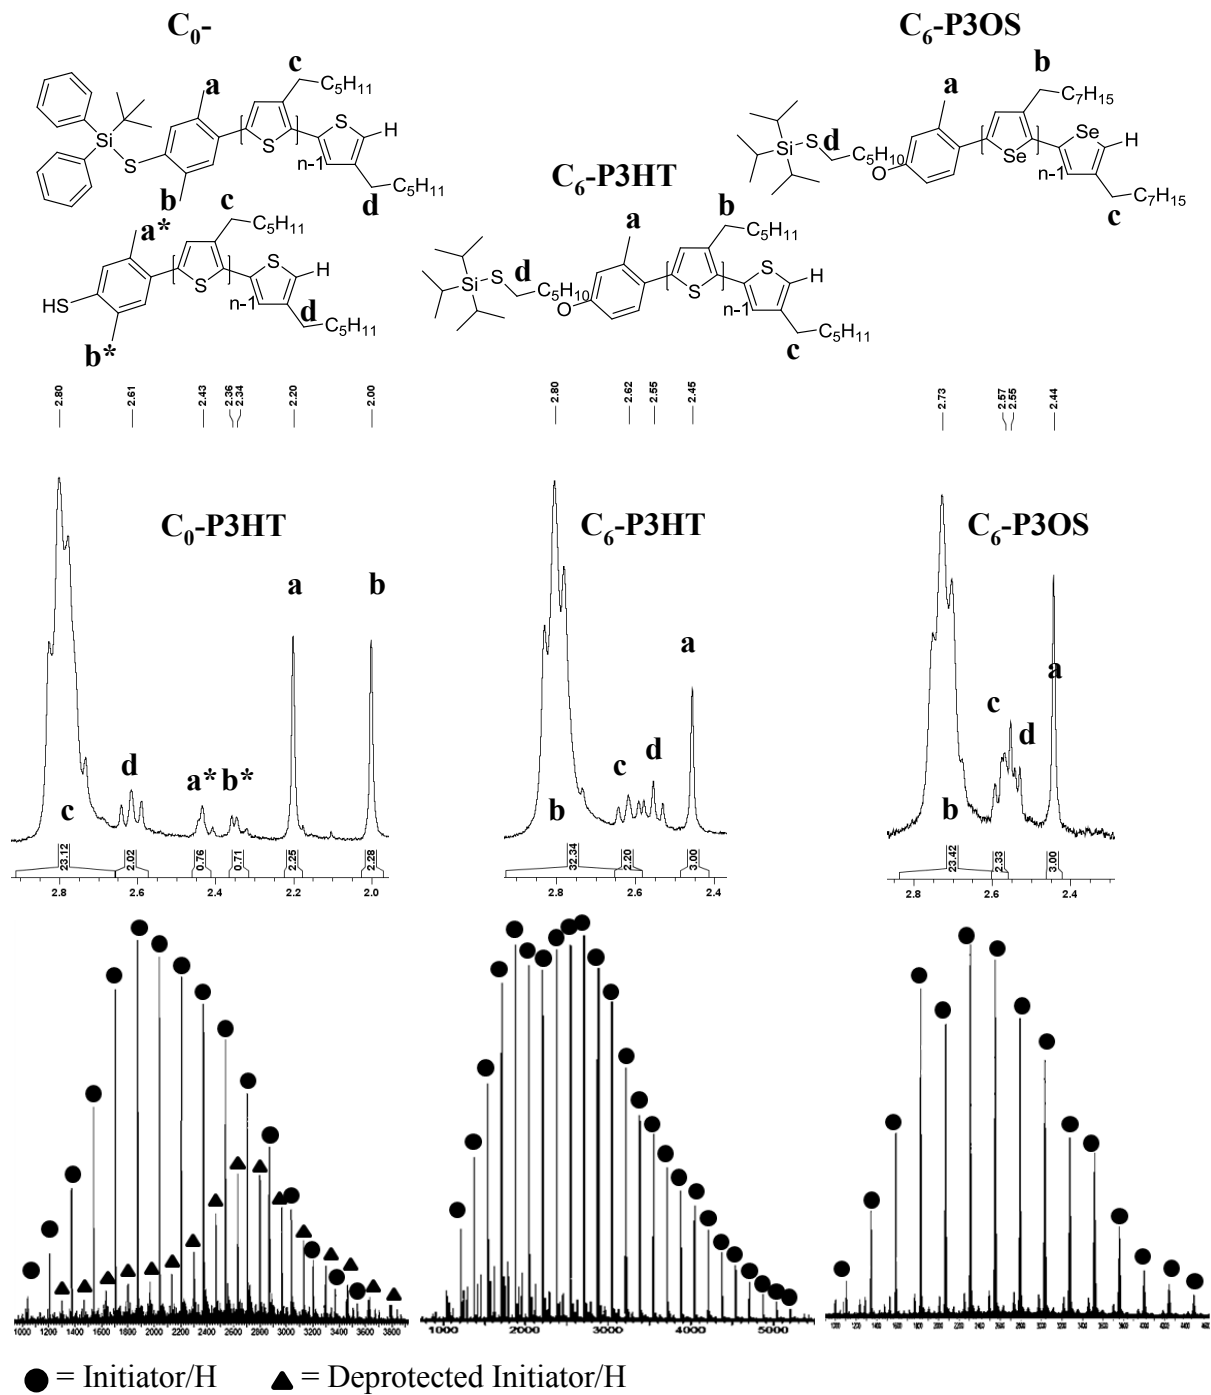 C₀-
C₆-P3OS
C₆-P3HT
a
c
C₅H₁₁
Si
S
S
S
H
n-1
b
d
C₅H₁₁
a*
c
C₅H₁₁
HS
S
S
H
n-1
b*
d
C₅H₁₁
a
b
C₅H₁₁
Si
S
d
C₅H₁₀
O
S
S
H
n-1
c
C₅H₁₁
a
b
C₇H₁₅
Si
S
d
C₅H₁₀
O
Se
Se
H
n-1
c
C₇H₁₅
2.80 2.61 2.43 2.36 2.34 2.20 2.00
2.80 2.62 2.55 2.45
2.73 2.57 2.55 2.44
C₀-P3HT
C₆-P3HT
C₆-P3OS
c d a* b* a b
b c d a
b c d a
23.12 2.02 0.76 0.71 2.25 2.28
32.34 2.20 3.00
23.42 2.33 3.00
2.8 2.6 2.4 2.2 2.0
2.8 2.6 2.4
2.8 2.6 2.4
1000 1200 1400 1600 1800 2000 2200 2400 2600 2800 3000 3200 3400 3600 3800
1000 2000 3000 4000 5000
● = Initiator/H ▲ = Deprotected Initiator/H